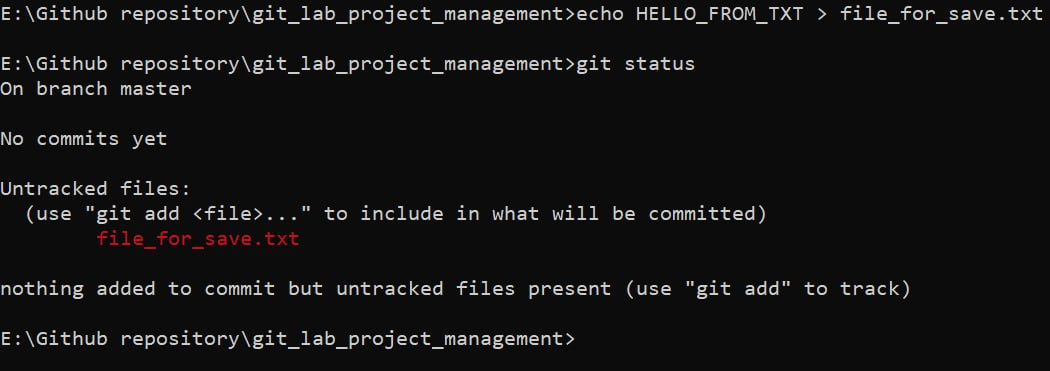 E:\Github repository\git_lab_project_management>echo HELLO_FROM_TXT > file_for_save.txt
E:\Github repository\git_lab_project_management>git status
On branch master
No commits yet
Untracked files:
  (use "git add <file>..." to include in what will be committed)
        file_for_save.txt
nothing added to commit but untracked files present (use "git add" to track)
E:\Github repository\git_lab_project_management>